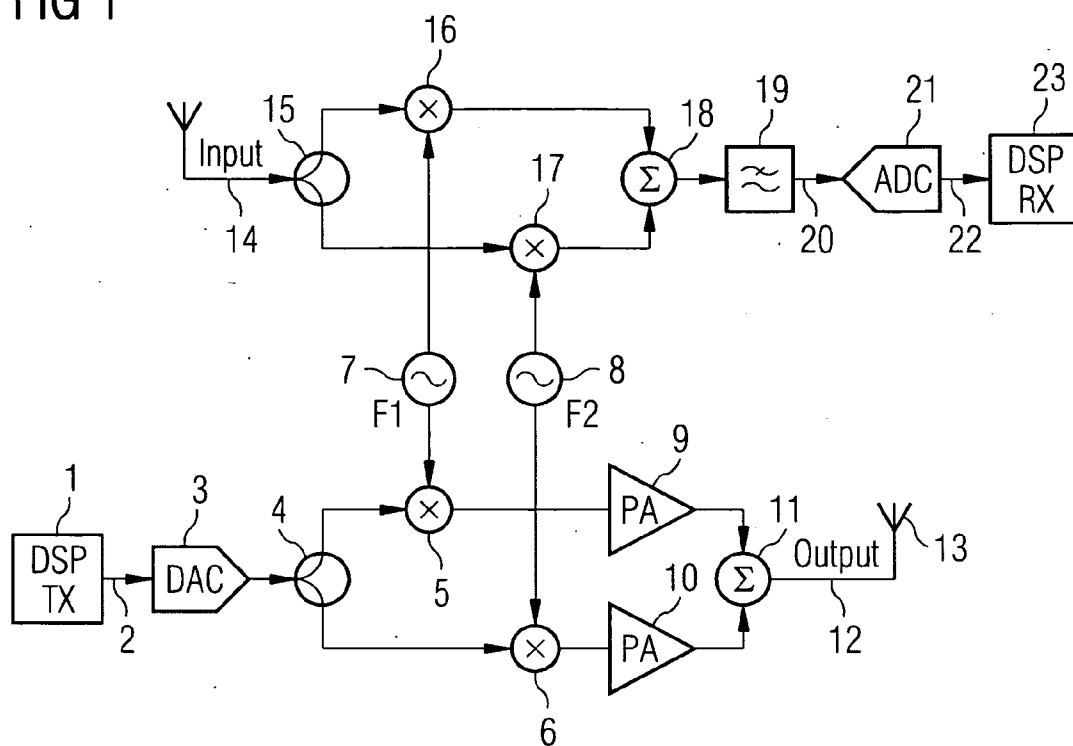 FIG 1
16
15
19
21
23
Input
×
18
DSP
RX
ADC
Σ
17
14
×
20
22
7
8
F1
F2
9
1
3
4
PA
11
13
DSP
TX
DAC
×
5
10
Σ
Output
2
×
PA
12
6